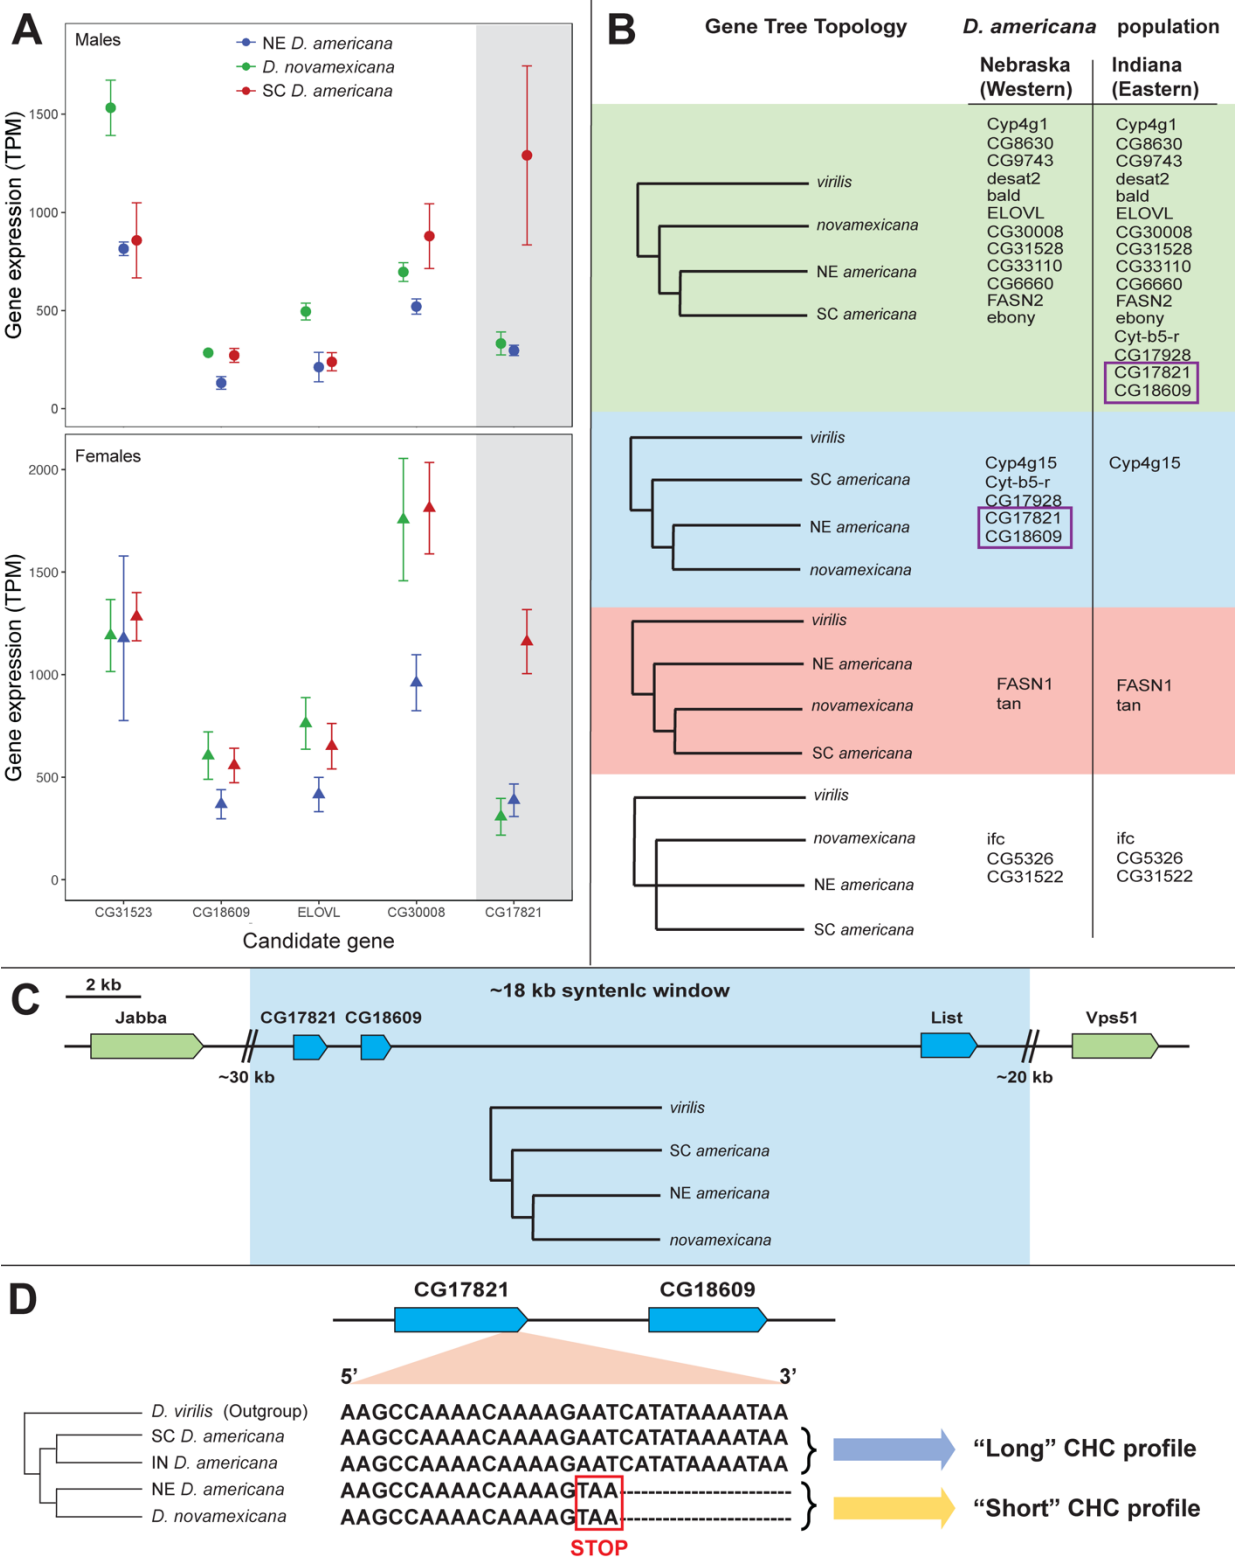 A
Males
NE D. americana
D. novamexicana
SC D. americana
Gene expression (TPM)
1500
1000
500
0
Females
Gene expression (TPM)
2000
1500
1000
500
0
CG31523 CG18609 ELOVL CG30008 CG17821
Candidate gene
B
Gene Tree Topology
D. americana population
Nebraska
(Western)
Indiana
(Eastern)
virilis
novamexicana
NE americana
SC americana
Cyp4g1
CG8630
CG9743
desat2
bald
ELOVL
CG30008
CG31528
CG33110
CG6660
FASN2
ebony
Cyp4g1
CG8630
CG9743
desat2
bald
ELOVL
CG30008
CG31528
CG33110
CG6660
FASN2
ebony
Cyt-b5-r
CG17928
CG17821
CG18609
virilis
SC americana
NE americana
novamexicana
Cyp4g15
Cyt-b5-r
CG17928
CG17821
CG18609
Cyp4g15
virilis
NE americana
novamexicana
SC americana
FASN1
tan
FASN1
tan
virilis
novamexicana
NE americana
SC americana
ifc
CG5326
CG31522
ifc
CG5326
CG31522
C
2 kb
~18 kb syntenIc window
Jabba CG17821 CG18609 List Vps51
~30 kb ~20 kb
virilis
SC americana
NE americana
novamexicana
D
CG17821 CG18609
5’ 3’
D. virilis (Outgroup) AAGCCAAAACAAAAGAATCATATAAAATAA
SC D. americana AAGCCAAAACAAAAGAATCATATAAAATAA
IN D. americana AAGCCAAAACAAAAGAATCATATAAAATAA
NE D. americana AAGCCAAAACAAAAGTAA------------------------
D. novamexicana AAGCCAAAACAAAAGTAA------------------------
STOP
“Long” CHC profile
“Short” CHC profile